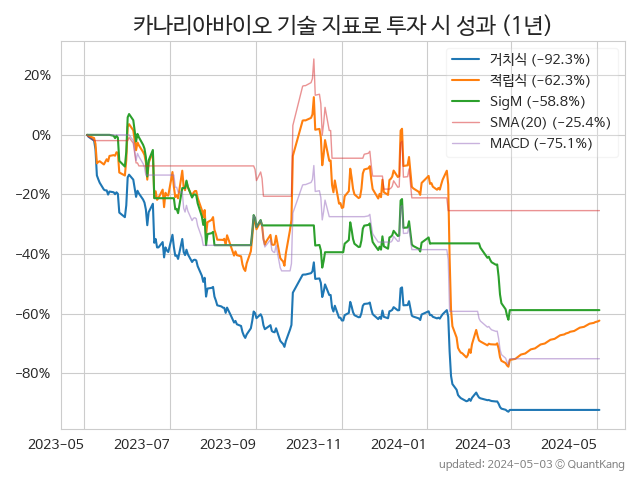 카나리아바이오 기술 지표로 투자 시 성과 (1년)
거치식 (−92.3%)
적립식 (−62.3%)
SigM (−58.8%)
SMA(20) (−25.4%)
MACD (−75.1%)
20%
0%
−20%
−40%
−60%
−80%
2023-05 2023-07 2023-09 2023-11 2024-01 2024-03 2024-05
updated: 2024-05-03 © QuantKang